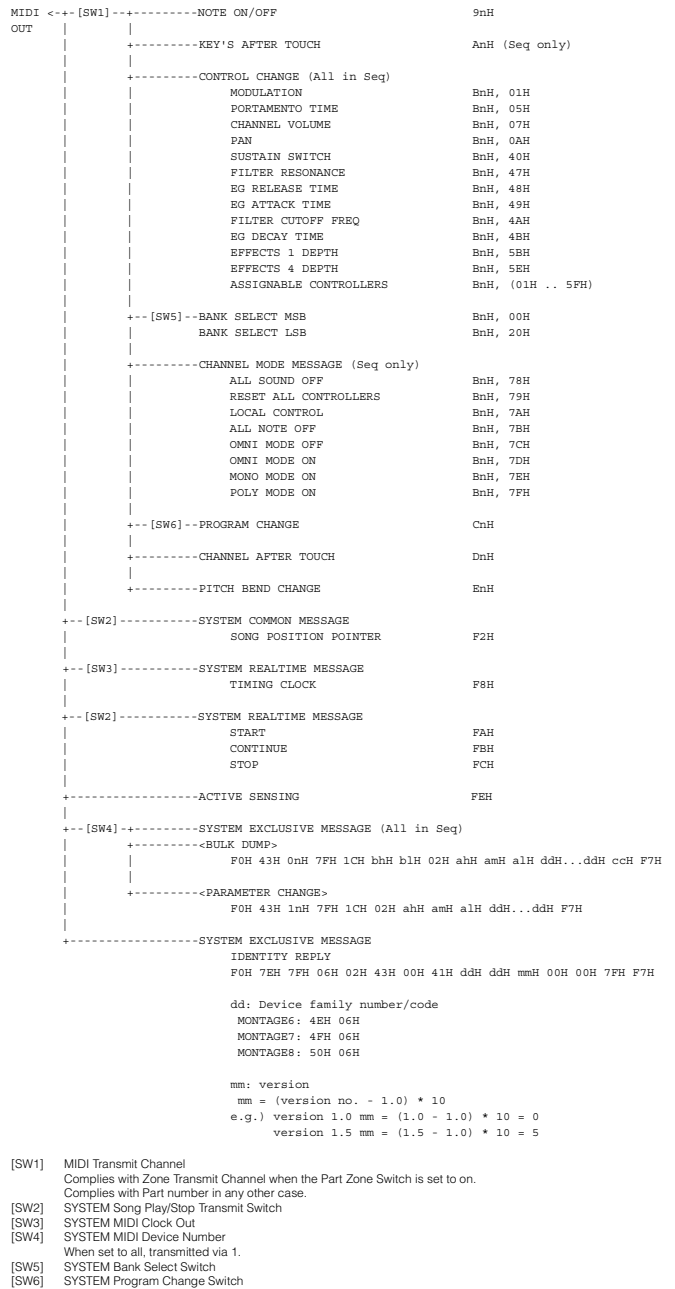 MIDI <-+-[SW1]--+---------NOTE ON/OFF 9nH
OUT | |
| +---------KEY'S AFTER TOUCH AnH (Seq only)
| |
| +---------CONTROL CHANGE (All in Seq)
| | MODULATION BnH, 01H
| | PORTAMENTO TIME BnH, 05H
| | CHANNEL VOLUME BnH, 07H
| | PAN BnH, 0AH
| | SUSTAIN SWITCH BnH, 40H
| | FILTER RESONANCE BnH, 47H
| | EG RELEASE TIME BnH, 48H
| | EG ATTACK TIME BnH, 49H
| | FILTER CUTOFF FREQ BnH, 4AH
| | EG DECAY TIME BnH, 4BH
| | EFFECTS 1 DEPTH BnH, 5BH
| | EFFECTS 4 DEPTH BnH, 5EH
| | ASSIGNABLE CONTROLLERS BnH, (01H .. 5FH)
| |
| +--[SW5]--BANK SELECT MSB BnH, 00H
| | BANK SELECT LSB BnH, 20H
| |
| +---------CHANNEL MODE MESSAGE (Seq only)
| | ALL SOUND OFF BnH, 78H
| | RESET ALL CONTROLLERS BnH, 79H
| | LOCAL CONTROL BnH, 7AH
| | ALL NOTE OFF BnH, 7BH
| | OMNI MODE OFF BnH, 7CH
| | OMNI MODE ON BnH, 7DH
| | MONO MODE ON BnH, 7EH
| | POLY MODE ON BnH, 7FH
| |
| +--[SW6]--PROGRAM CHANGE CnH
| |
| +---------CHANNEL AFTER TOUCH DnH
| |
| +---------PITCH BEND CHANGE EnH
|
+--[SW2]----------SYSTEM COMMON MESSAGE
| SONG POSITION POINTER F2H
|
+--[SW3]----------SYSTEM REALTIME MESSAGE
| TIMING CLOCK F8H
|
+--[SW2]----------SYSTEM REALTIME MESSAGE
| START FAH
| CONTINUE FBH
| STOP FCH
|
+-----------------ACTIVE SENSING FEH
|
+--[SW4]-+--------SYSTEM EXCLUSIVE MESSAGE (All in Seq)
| +---------<BULK DUMP>
| | F0H 43H 0nH 7FH 1CH bhH blH 02H ahH amH alH ddH...ddH ccH F7H
| |
| +---------<PARAMETER CHANGE>
| F0H 43H 1nH 7FH 1CH 02H ahH amH alH ddH...ddH F7H
|
+-----------------SYSTEM EXCLUSIVE MESSAGE
IDENTITY REPLY
F0H 7EH 7FH 06H 02H 43H 00H 41H ddH ddH mmH 00H 00H 7FH F7H
dd: Device family number/code
MONTAGE6: 4EH 06H
MONTAGE7: 4FH 06H
MONTAGE8: 50H 06H
mm: version
mm = (version no. - 1.0) * 10
e.g.) version 1.0 mm = (1.0 - 1.0) * 10 = 0
version 1.5 mm = (1.5 - 1.0) * 10 = 5
[SW1] MIDI Transmit Channel
Complies with Zone Transmit Channel when the Part Zone Switch is set to on.
Complies with Part number in any other case.
[SW2] SYSTEM Song Play/Stop Transmit Switch
[SW3] SYSTEM MIDI Clock Out
[SW4] SYSTEM MIDI Device Number
When set to all, transmitted via 1.
[SW5] SYSTEM Bank Select Switch
[SW6] SYSTEM Program Change Switch